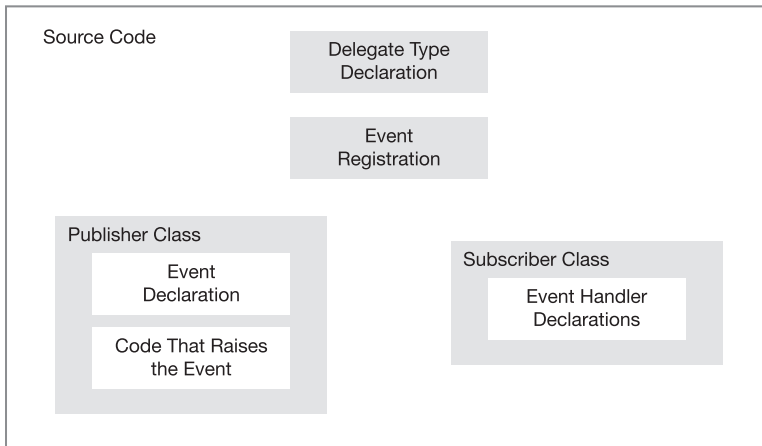 Source Code
Delegate Type
Declaration
Event
Registration
Publisher Class
Event
Declaration
Code That Raises
the Event
Subscriber Class
Event Handler
Declarations